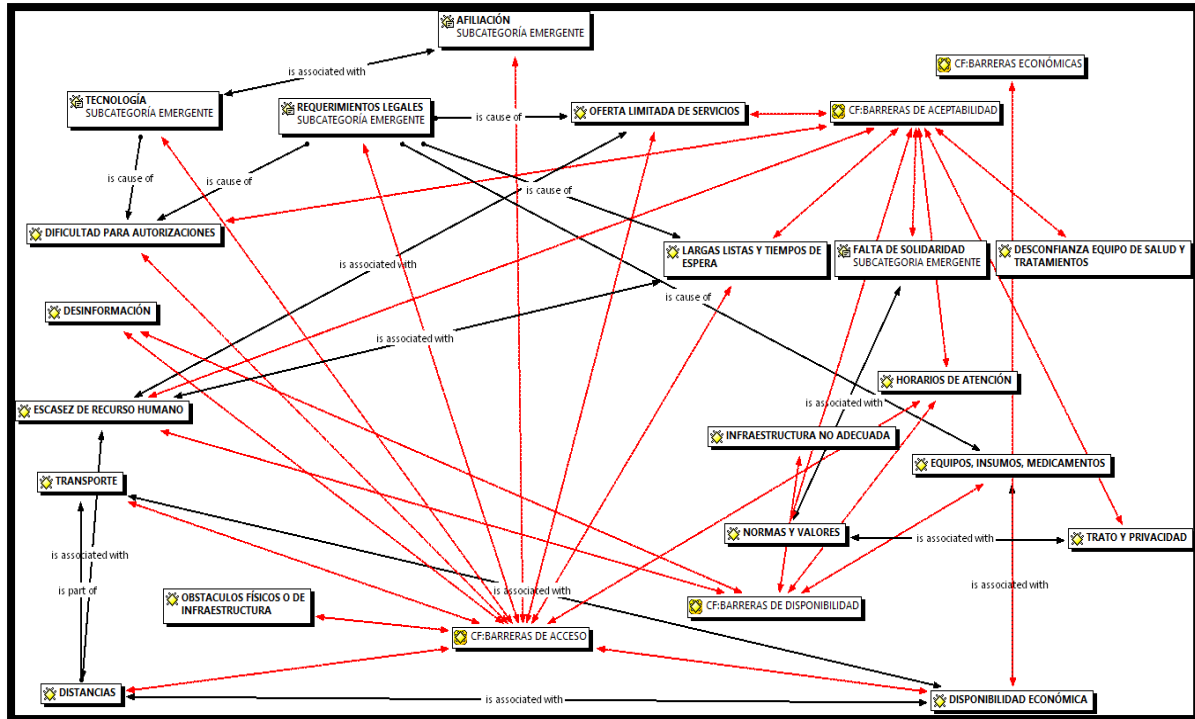 AFILIACIÓN
SUBCATEGORÍA EMERGENTE
CF:BARRERAS ECONÓMICAS
is associated with
TECNOLOGÍA
SUBCATEGORÍA EMERGENTE
REQUERIMIENTOS LEGALES
SUBCATEGORÍA EMERGENTE
OFERTA LIMITADA DE SERVICIOS
CF:BARRERAS DE ACEPTABILIDAD
is cause of
is cause of
is cause of
is cause of
DIFICULTAD PARA AUTORIZACIONES
LARGAS LISTAS Y TIEMPOS DE
ESPERA
FALTA DE SOLIDARIDAD
SUBCATEGORIA EMERGENTE
DESCONFIANZA EQUIPO DE SALUD Y
TRATAMIENTOS
is associated with
is cause of
DESINFORMACIÓN
is associated with
HORARIOS DE ATENCIÓN
is associated with
ESCASEZ DE RECURSO HUMANO
INFRAESTRUCTURA NO ADECUADA
EQUIPOS, INSUMOS, MEDICAMENTOS
TRANSPORTE
NORMAS Y VALORES
is associated with
TRATO Y PRIVACIDAD
is associated with
is part of
is associated with
is associated with
OBSTACULOS FÍSICOS O DE
INFRAESTRUCTURA
CF:BARRERAS DE DISPONIBILIDAD
CF:BARRERAS DE ACCESO
DISTANCIAS
is associated with
DISPONIBILIDAD ECONÓMICA